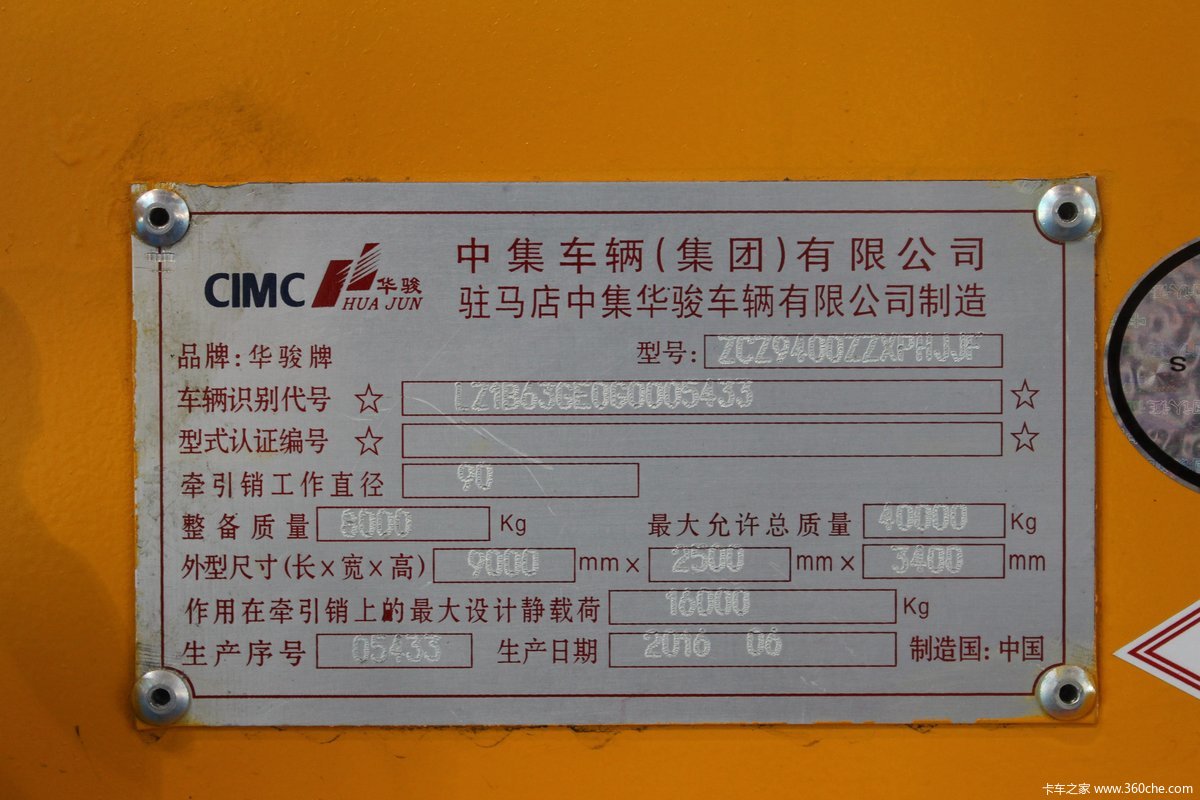 CIMC 华骏 HUA JUN
中集车辆(集团)有限公司
驻马店中集华骏车辆有限公司制造
品牌:华骏牌 型号: ZCZ9400ZZXPHJJF
车辆识别代号 ☆ LZ1B63GE0G0005433 ☆
型式认证编号 ☆ ☆
牵引销工作直径 90
整备质量 8000 Kg 最大允许总质量 40000 Kg
外型尺寸(长×宽×高) 9000 mm× 2500 mm× 3400 mm
作用在牵引销上的最大设计静载荷 16000 Kg
生产序号 05433 生产日期 2016 06 制造国:中国
S
卡车之家 www.360che.com